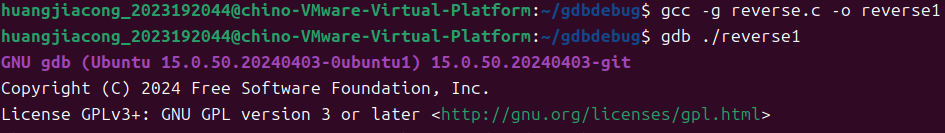 huangjiacong_2023192044@chino-VMware-Virtual-Platform:~/gdbdebug$ gcc -g reverse.c -o reverse1
huangjiacong_2023192044@chino-VMware-Virtual-Platform:~/gdbdebug$ gdb ./reverse1
GNU gdb (Ubuntu 15.0.50.20240403-0ubuntu1) 15.0.50.20240403-git
Copyright (C) 2024 Free Software Foundation, Inc.
License GPLv3+: GNU GPL version 3 or later <http://gnu.org/licenses/gpl.html>